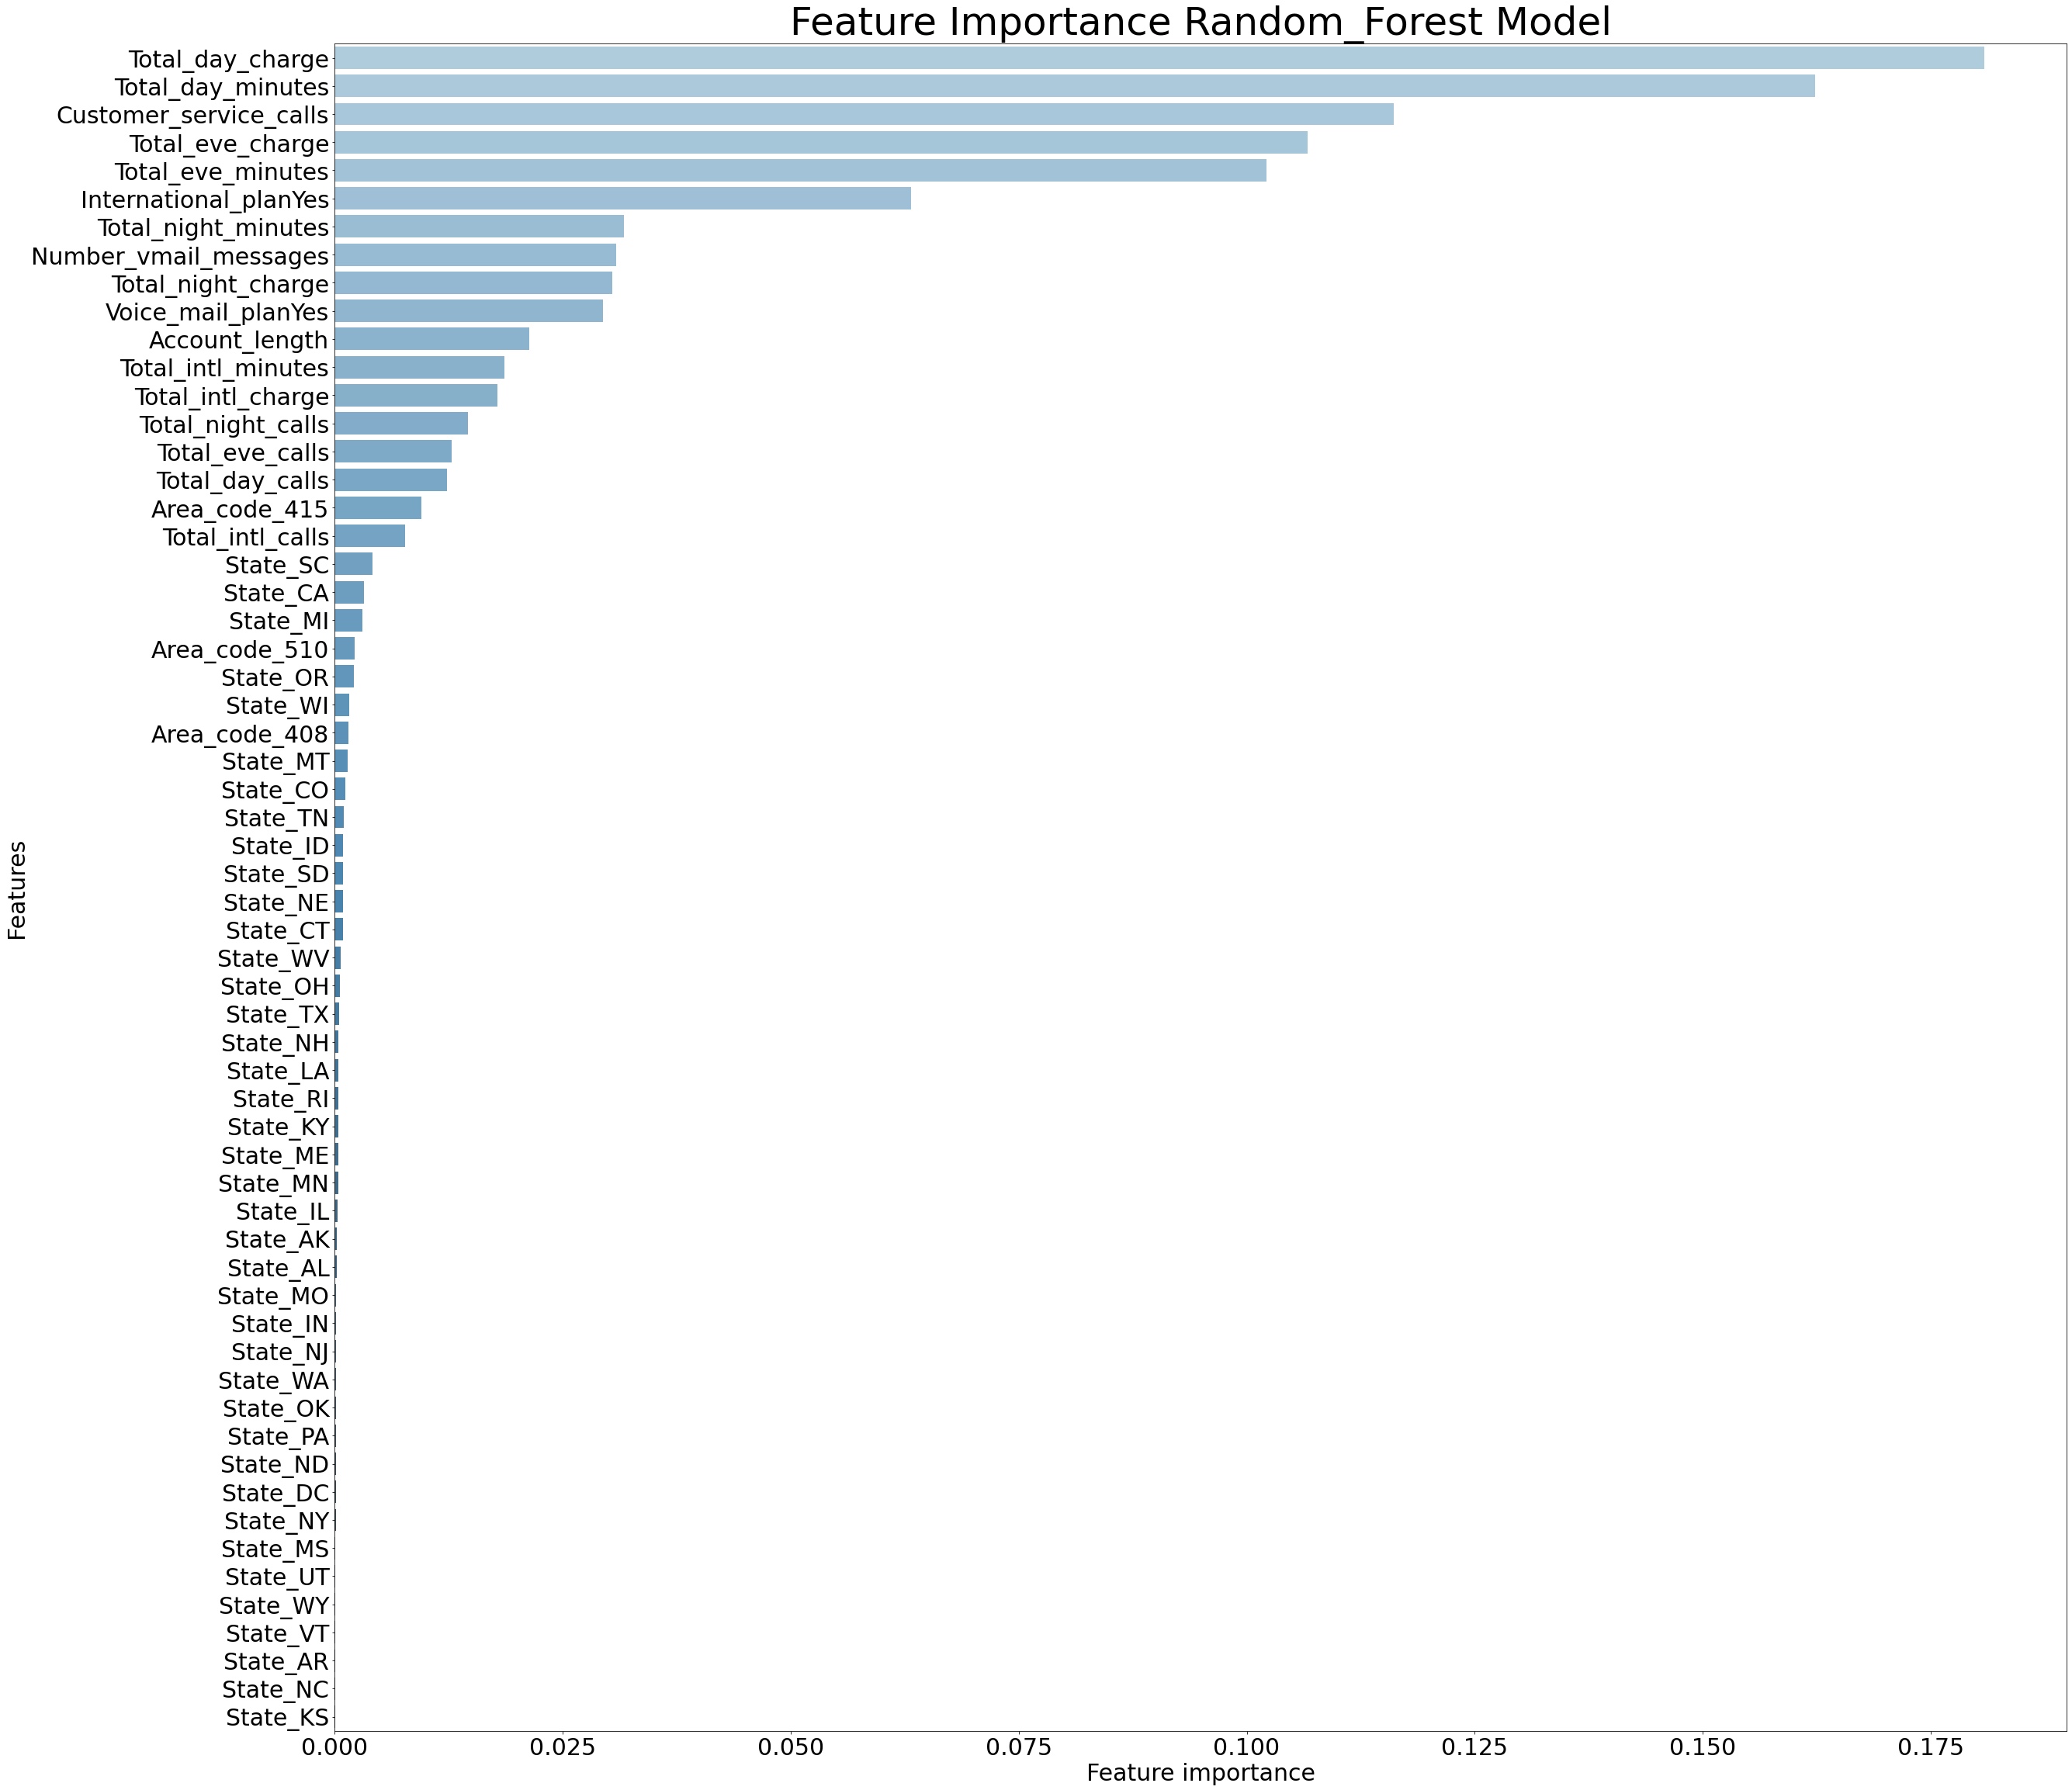 Feature Importance Random_Forest Model
Total_day_charge
Total_day_minutes
Customer_service_calls
Total_eve_charge
Total_eve_minutes
International_planYes
Total_night_minutes
Number_vmail_messages
Total_night_charge
Voice_mail_planYes
Account_length
Total_intl_minutes
Total_intl_charge
Total_night_calls
Total_eve_calls
Total_day_calls
Area_code_415
Total_intl_calls
State_SC
State_CA
State_MI
Area_code_510
State_OR
State_WI
Area_code_408
State_MT
State_CO
State_TN
State_ID
State_SD
State_NE
State_CT
State_WV
State_OH
State_TX
State_NH
State_LA
State_RI
State_KY
State_ME
State_MN
State_IL
State_AK
State_AL
State_MO
State_IN
State_NJ
State_WA
State_OK
State_PA
State_ND
State_DC
State_NY
State_MS
State_UT
State_WY
State_VT
State_AR
State_NC
State_KS
Features
0.000 0.025 0.050 0.075 0.100 0.125 0.150 0.175
Feature importance